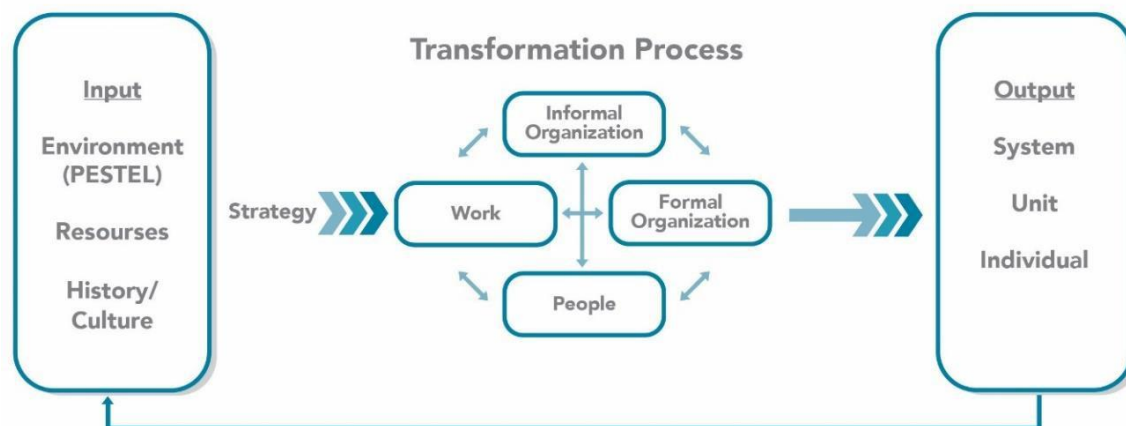 Transformation Process
Input
Environment
(PESTEL)
Resourses
History/
Culture
Strategy
Informal
Organization
Work
Formal
Organization
People
Output
System
Unit
Individual